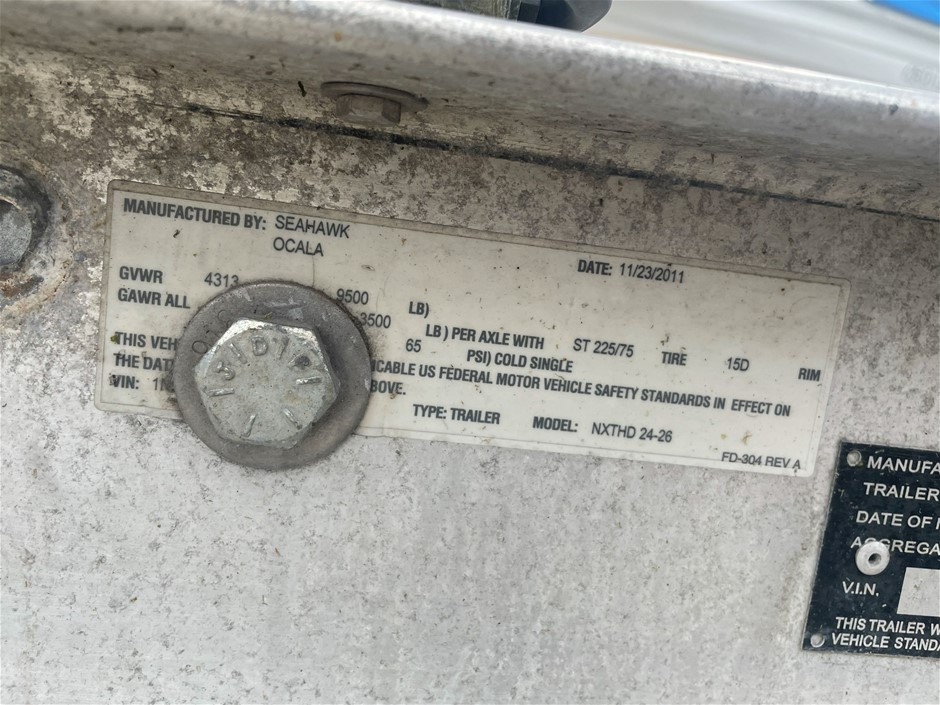 MANUFACTURED BY: SEAHAWK
OCALA
DATE: 11/23/2011
GVWR 4313 9500 LB)
GAWR ALL 3500 LB ) PER AXLE WITH ST 225/75 TIRE 15D RIM
65 PSI) COLD SINGLE
THIS VEH ICABLE US FEDERAL MOTOR VEHICLE SAFETY STANDARDS IN EFFECT ON
THE DAT BOVE.
VIN: 1 TYPE: TRAILER MODEL: NXTHD 24-26
FD-304 REV A
MANUFA
TRAILER
DATE OF
AGGREGA
V.I.N.
THIS TRAILER W
VEHICLE STANDA